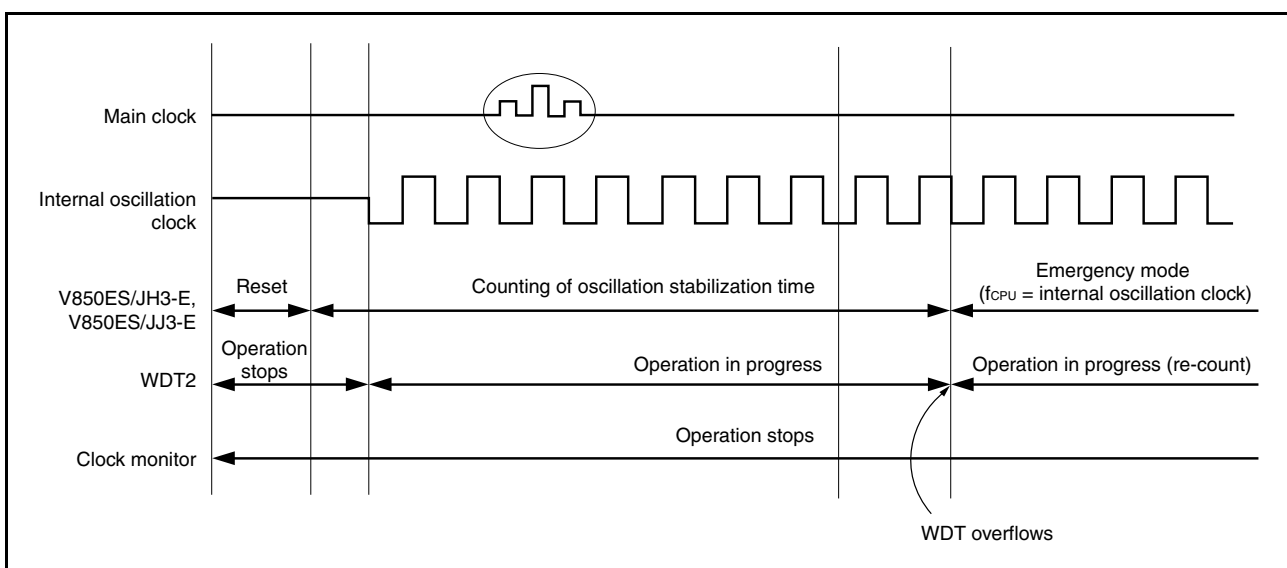 Main clock
Internal oscillation
clock
V850ES/JH3-E,
V850ES/JJ3-E
Reset
Counting of oscillation stabilization time
Emergency mode
(fCPU = internal oscillation clock)
WDT2
Operation
stops
Operation in progress
Operation in progress (re-count)
Clock monitor
Operation stops
WDT overflows